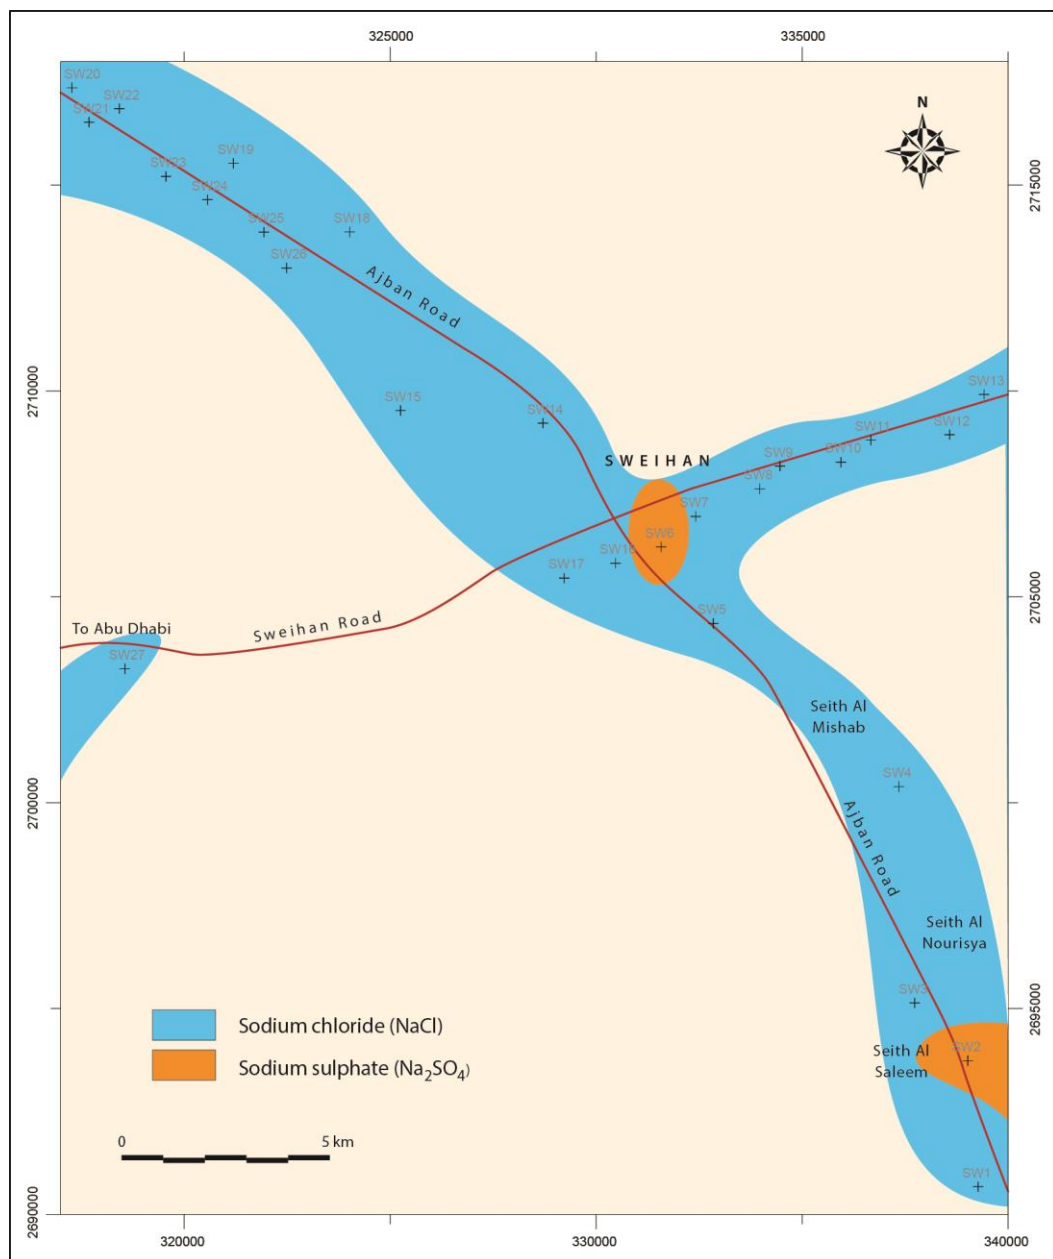 325000
335000
SW20
SW22
SW21
N
SW19
SW23
SW24
2715000
SW25
SW18
SW26
Ajban Road
2710000
SW15
SW14
SW13
SW12
SW11
SWEIHAN
SW9
SW10
SW8
SW7
SW6
SW16
SW17
2705000
SW5
To Abu Dhabi
Sweihan Road
SW27
Seith Al
Mishab
SW4
2700000
Ajban Road
Seith Al
Nourisya
SW3
2695000
Sodium chloride (NaCl)
SW2
Seith Al
Saleem
Sodium sulphate (Na₂SO₄)
0 5 km
SW1
2690000
320000
330000
340000